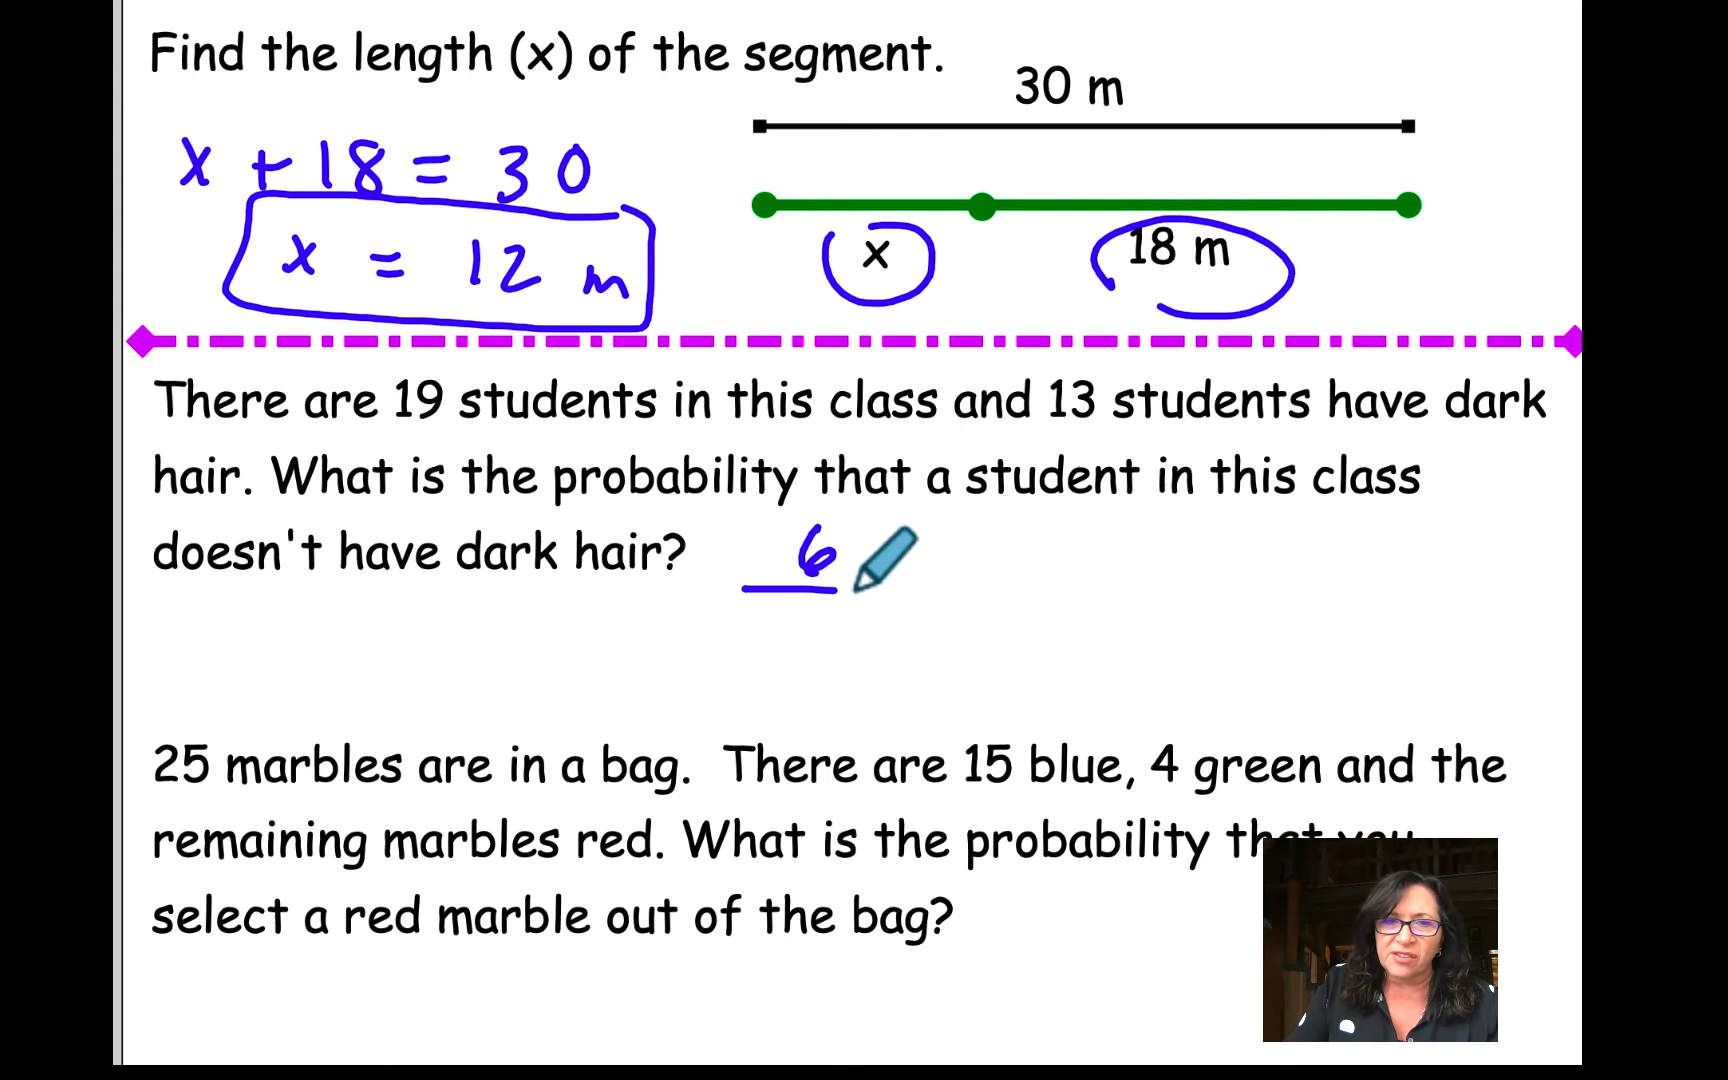 Find the length (x) of the segment.
30 m
x + 18 = 30
x = 12 m
x
18 m
There are 19 students in this class and 13 students have dark
hair. What is the probability that a student in this class
doesn't have dark hair? 6
25 marbles are in a bag. There are 15 blue, 4 green and the
remaining marbles red. What is the probability that you
select a red marble out of the bag?